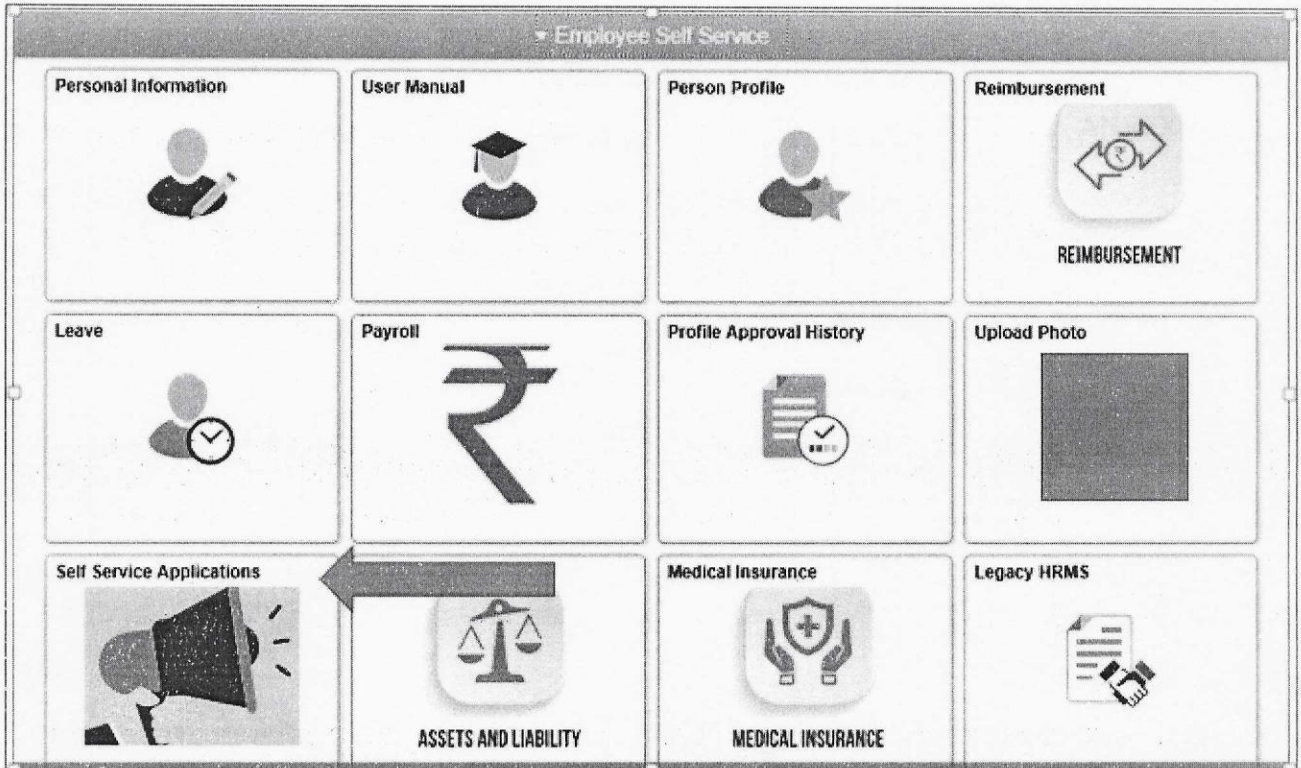 Employee Self Service
Personal Information
User Manual
Person Profile
Reimbursement
₹
REIMBURSEMENT
Leave
Payroll
Profile Approval History
Upload Photo
₹
Self Service Applications
Medical Insurance
Legacy HRMS
ASSETS AND LIABILITY
MEDICAL INSURANCE